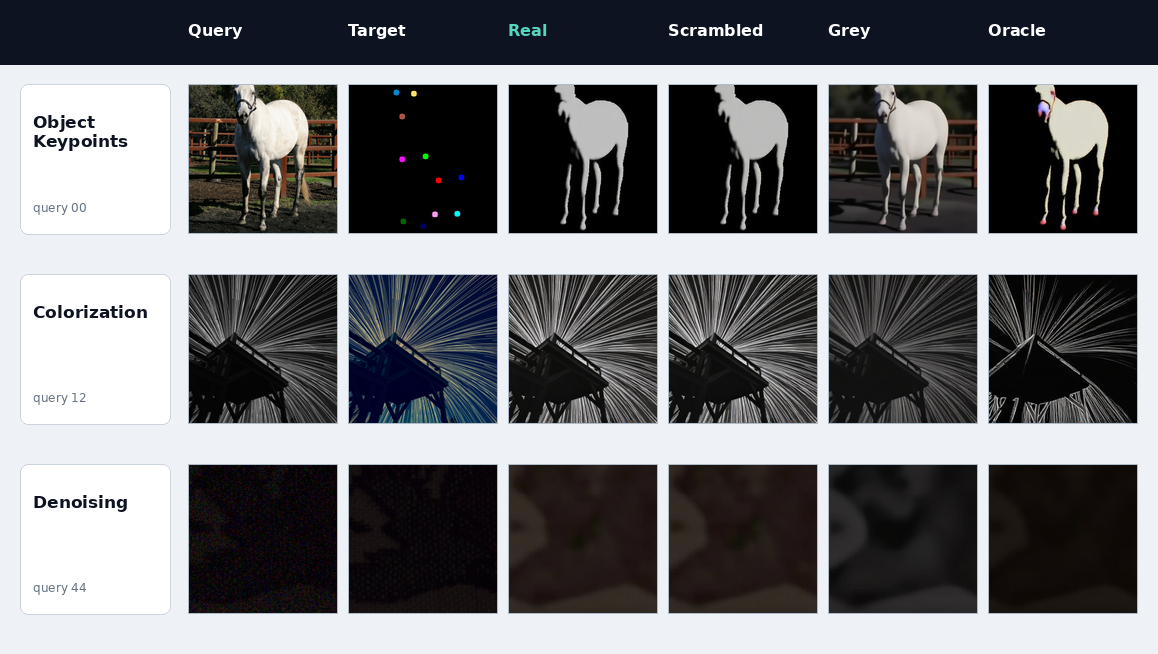 Query Target Real Scrambled Grey Oracle
Object
Keypoints
query 00
Colorization
query 12
Denoising
query 44